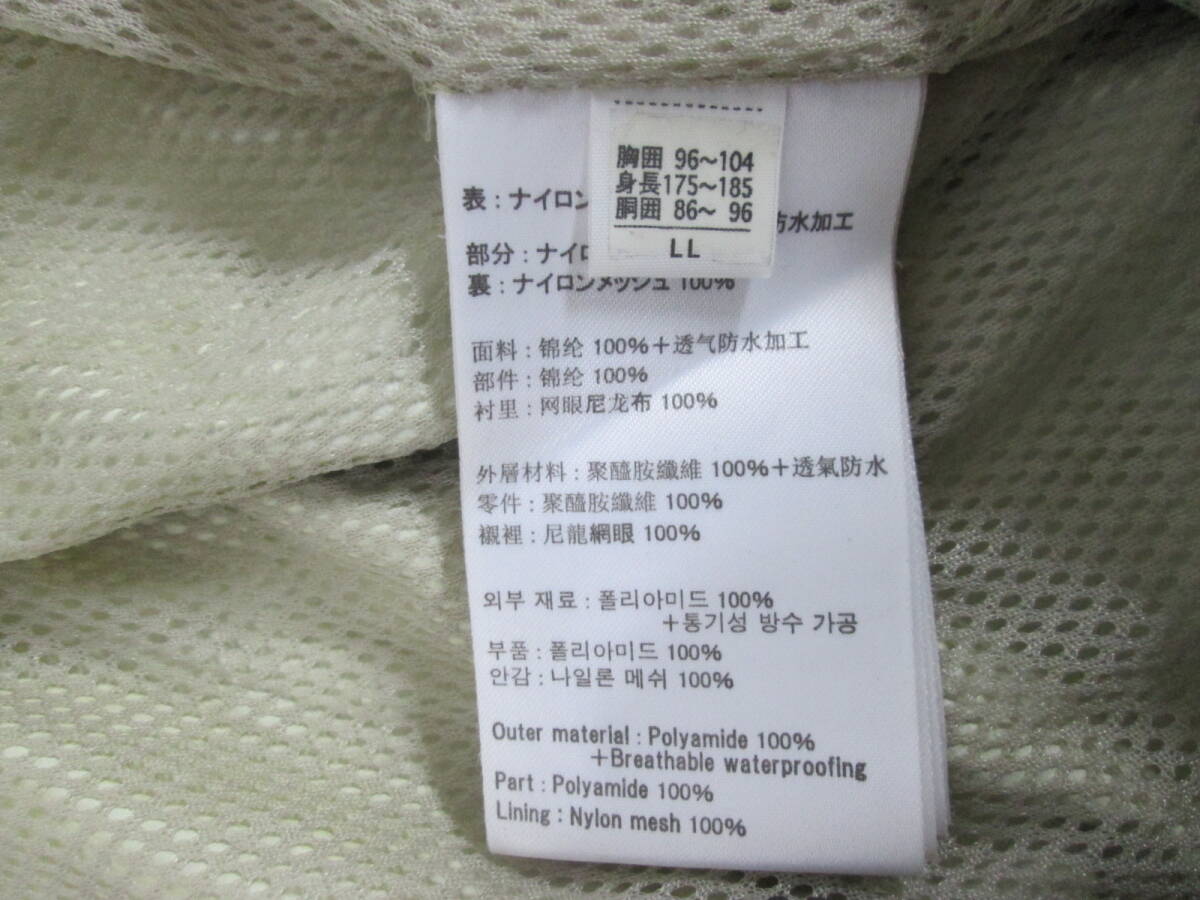 胸囲 96～104
身長175～185
胴囲 86～ 96
LL
表：ナイロン
防水加工
部分：ナイロ
裏：ナイロンメッシュ 100%
面料：锦纶 100%＋透气防水加工
部件：锦纶 100%
衬里：网眼尼龙布 100%
外層材料：聚醯胺纖維 100%＋透氣防水
零件：聚醯胺纖維 100%
襯裡：尼龍網眼 100%
외부 재료：폴리아미드 100%
＋통기성 방수 가공
부품：폴리아미드 100%
안감：나일론 메쉬 100%
Outer material : Polyamide 100%
＋Breathable waterproofing
Part : Polyamide 100%
Lining : Nylon mesh 100%